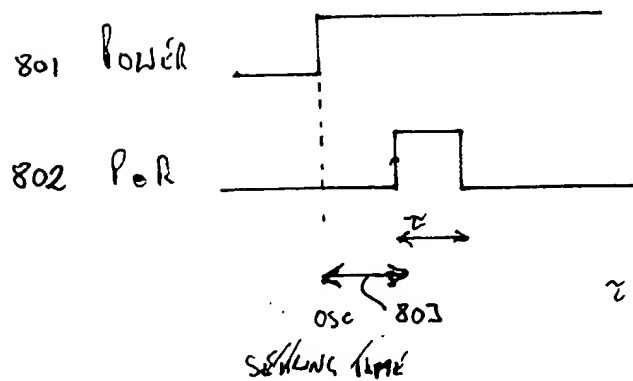 801 POWER
802 PoR
τ
OSC 803
τ
SETTLING TIME